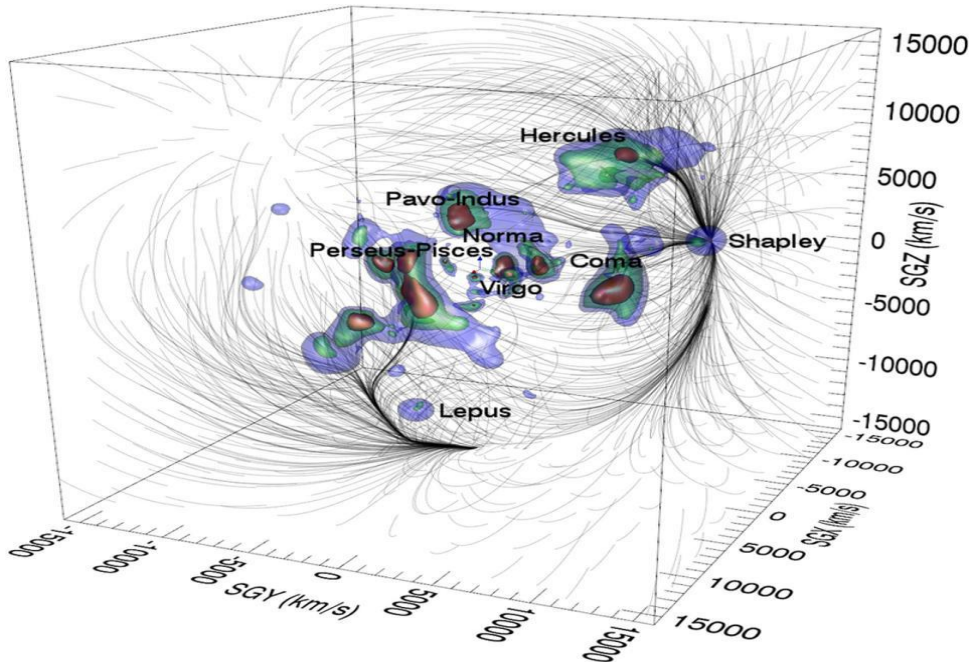 Hercules
Pavo-Indus
Norma
Perseus-Pisces
Coma
Shapley
Virgo
Lepus
15000
10000
5000
0
-5000
-10000
-15000
SGZ (km/s)
-15000
-10000
-5000
0
5000
10000
15000
SGX (km/s)
-15000
-10000
-5000
0
5000
10000
15000
SGY (km/s)